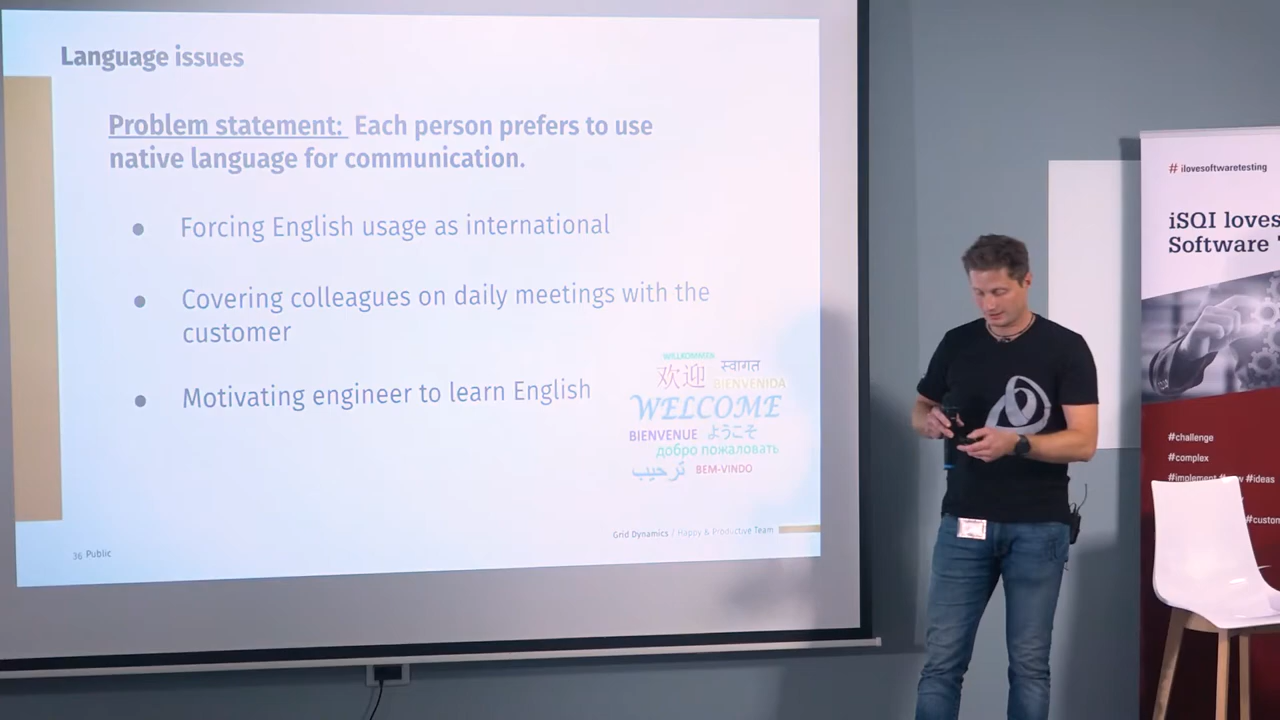 Language issues
Problem statement: Each person prefers to use
native language for communication.
● Forcing English usage as international
● Covering colleagues on daily meetings with the
customer
● Motivating engineer to learn English
WILLKOMMEN
欢迎 स्वागत
BIENVENIDA
WELCOME
BIENVENUE ようこそ
добро пожаловать
ترحيب BEM-VINDO
Grid Dynamics / Happy & Productive Team
36 Public
# ilovesoftwaretesting
iSQI loves
Software
#challenge
#complex
#implement #ideas